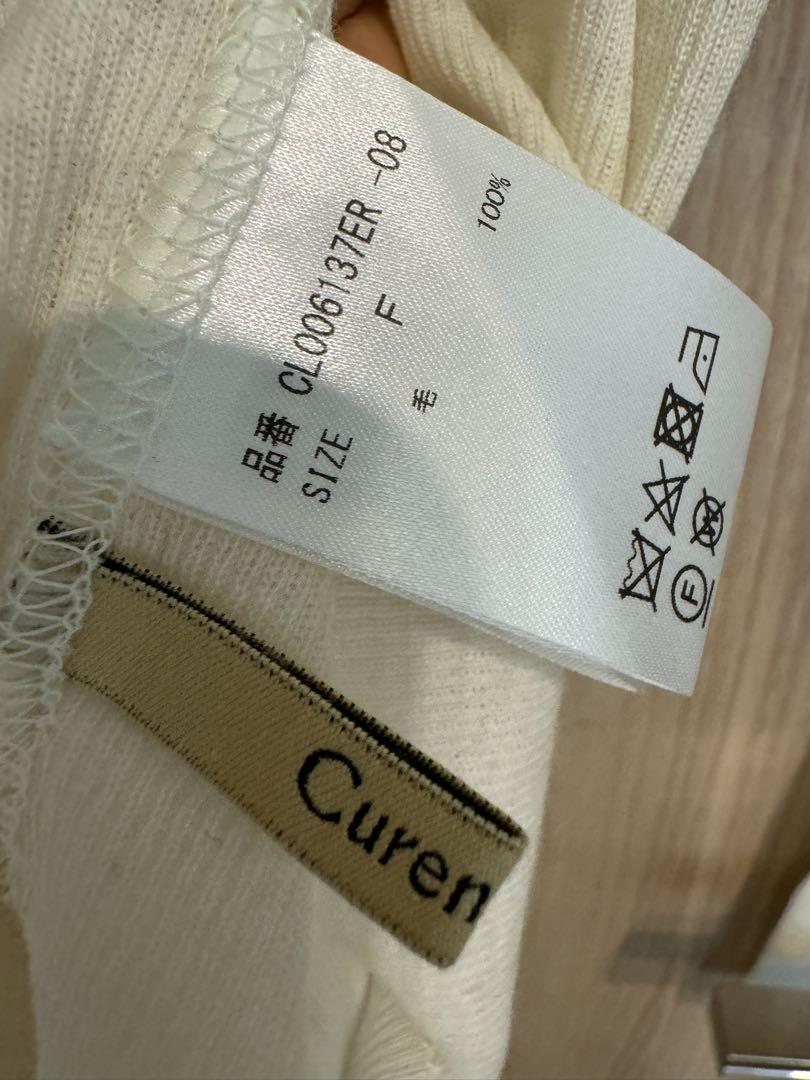 品番 CL006137ER -08
SIZE F
毛 100%
F
W
Curen